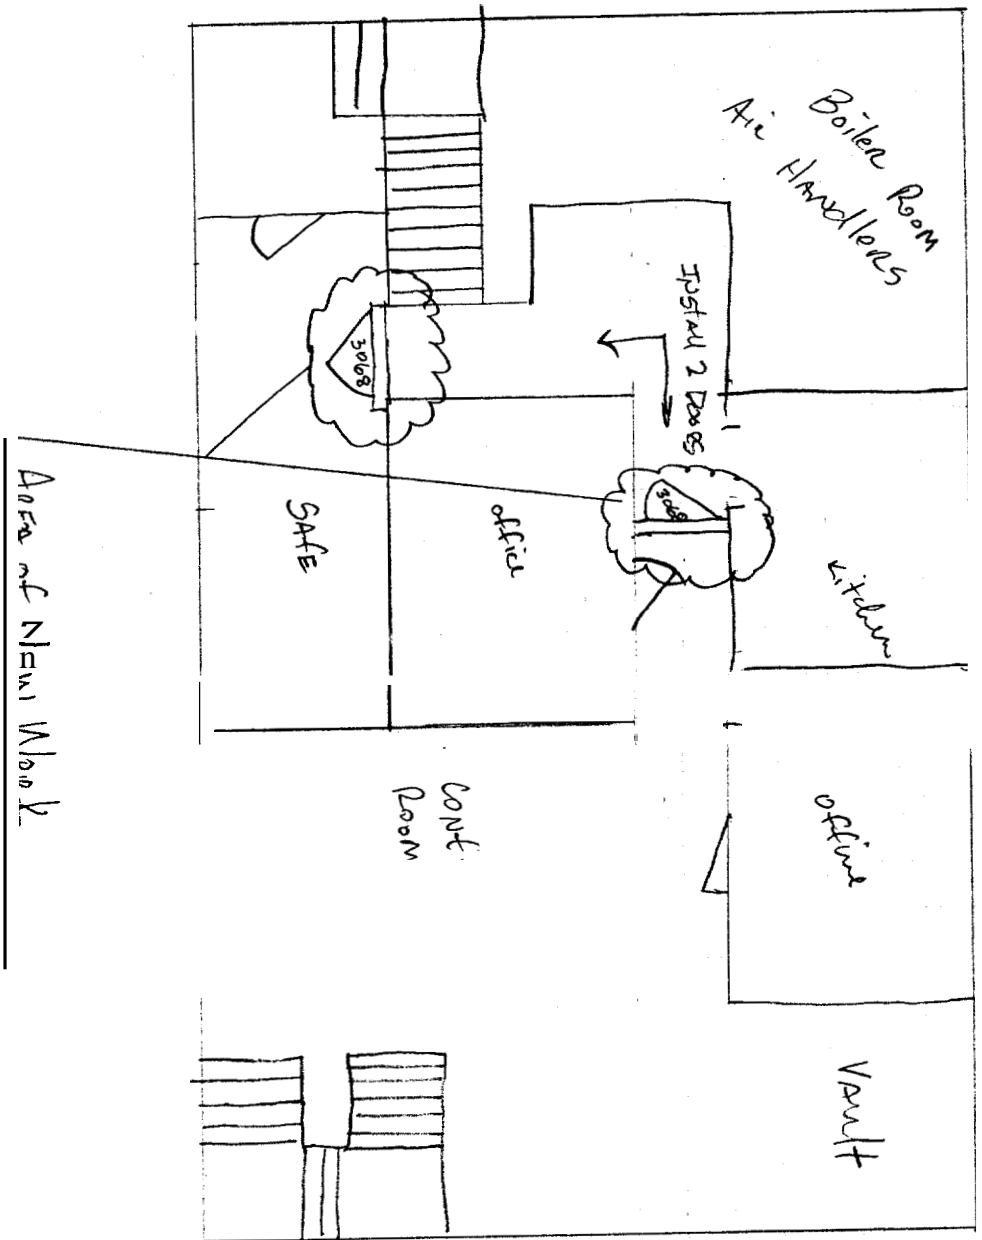 Boiler Room
Air Handlers
INSTALL 2 DOORS
3068
3068
SAFE
office
Kitchen
CONF.
ROOM
office
VAULT
Area of New Work